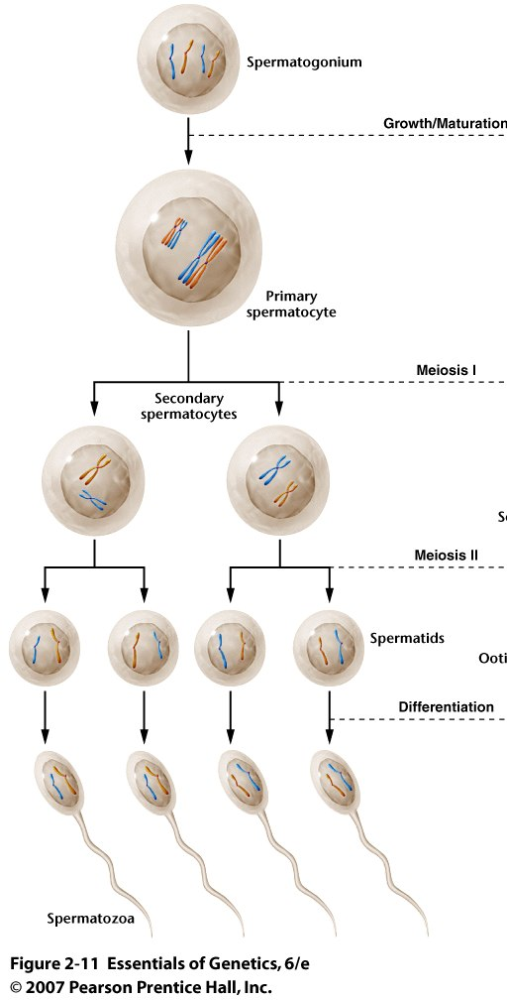 Spermatogonium
Growth/Maturation
Primary
spermatocyte
Meiosis I
Secondary
spermatocytes
Meiosis II
Spermatids
Differentiation
Spermatozoa
Figure 2-11 Essentials of Genetics, 6/e
© 2007 Pearson Prentice Hall, Inc.